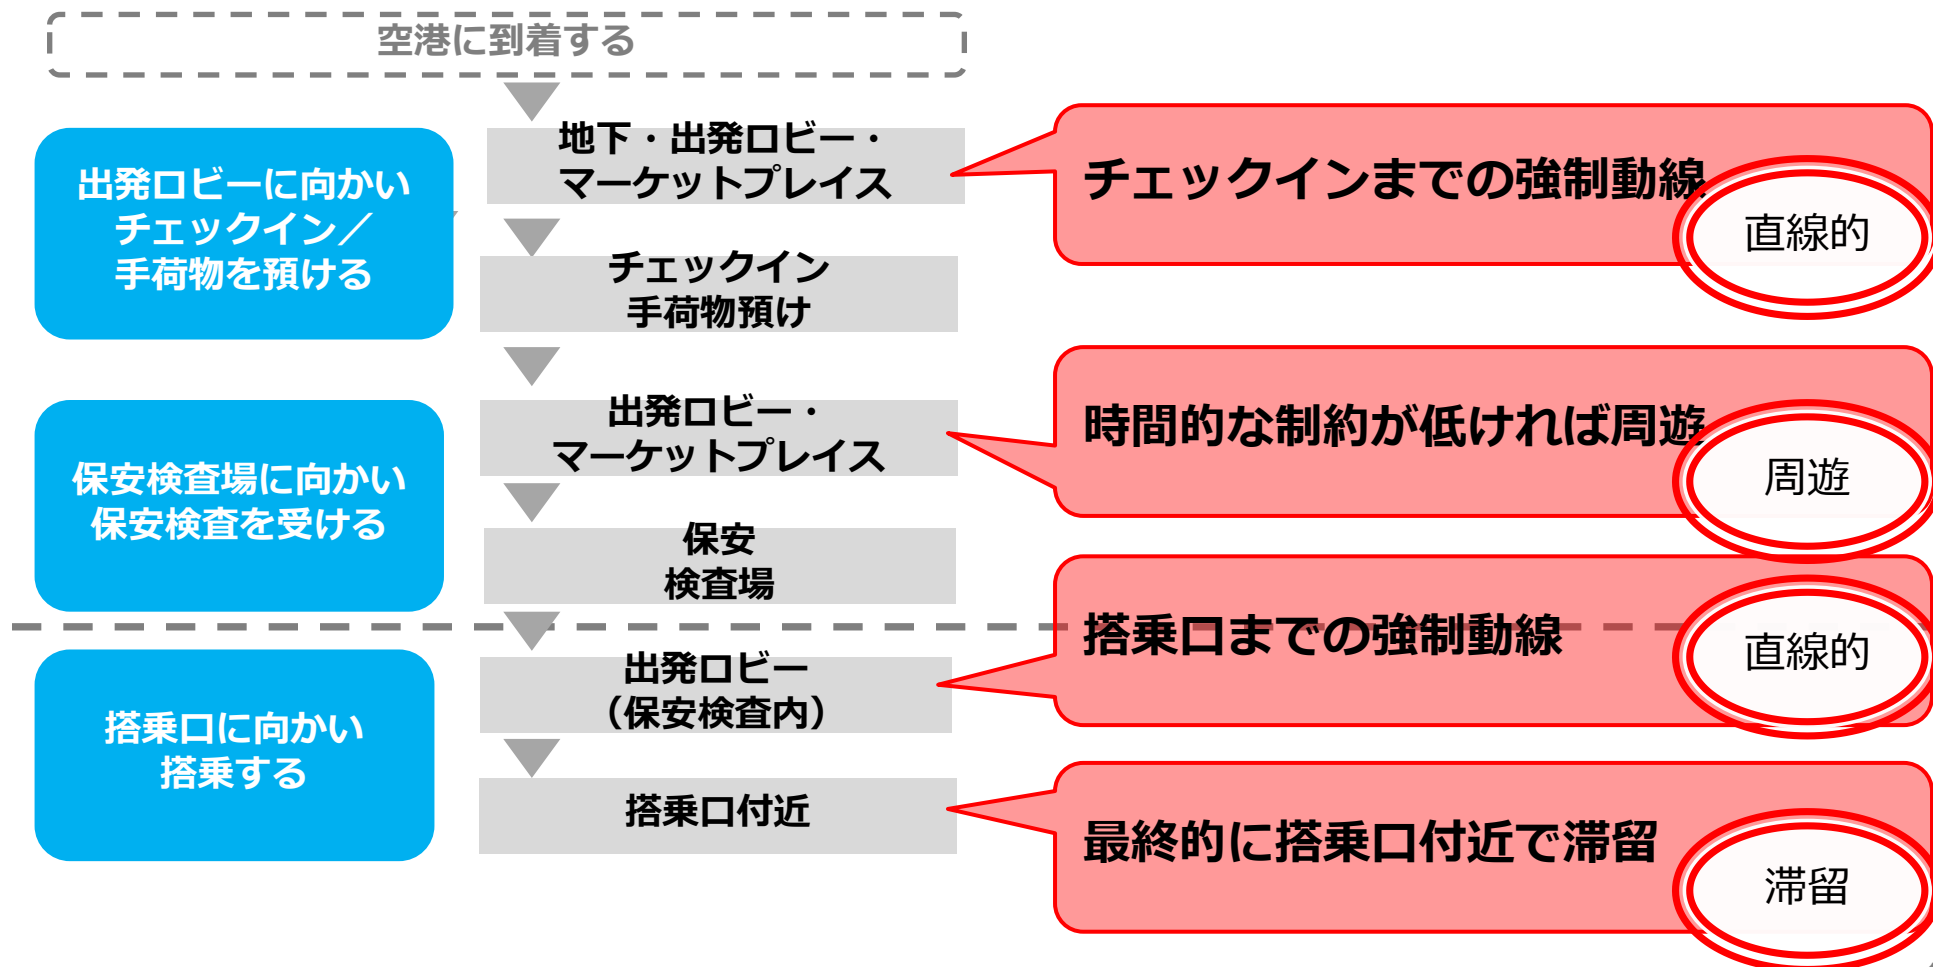 空港に到着する
出発ロビーに向かい
チェックイン／
手荷物を預ける
地下・出発ロビー・
マーケットプレイス
チェックインまでの強制動線
直線的
チェックイン
手荷物預け
保安検査場に向かい
保安検査を受ける
出発ロビー・
マーケットプレイス
時間的な制約が低ければ周遊
周遊
保安
検査場
搭乗口に向かい
搭乗する
出発ロビー
（保安検査内）
搭乗口までの強制動線
直線的
搭乗口付近
最終的に搭乗口付近で滞留
滞留